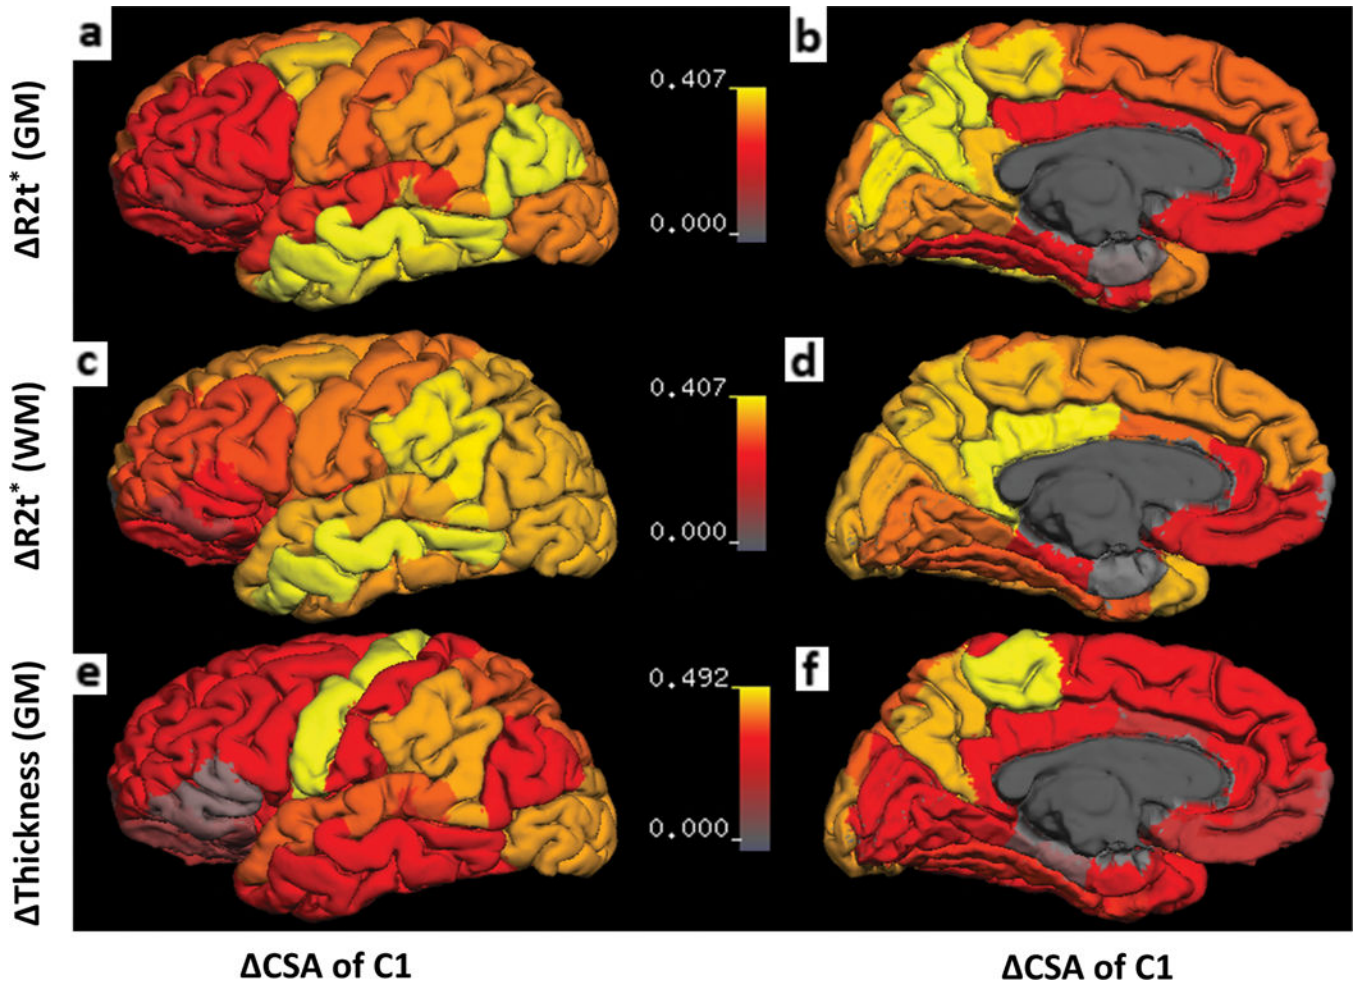 a
b
ΔR2t* (GM)
0.407
0.000
c
d
ΔR2t* (WM)
0.407
0.000
e
f
ΔThickness (GM)
0.492
0.000
ΔCSA of C1
ΔCSA of C1